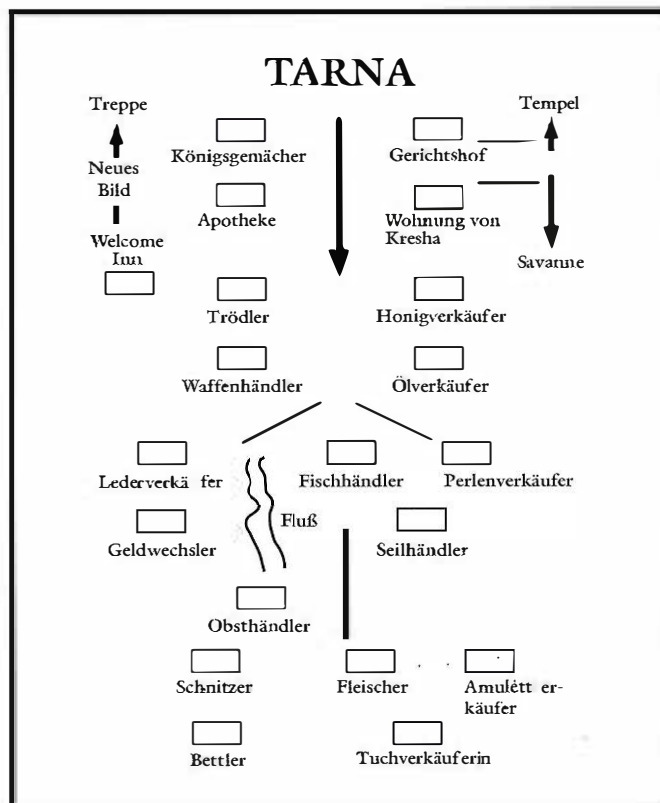 TARNA
Treppe
Tempel
Königsgemächer
Gerichtshof
Neues
Bild
Apotheke
Wohnung von
Kresha
Welcome
Inn
Savanne
Trödler
Honigverkäufer
Waffenhändler
Ölverkäufer
Lederverkä fer
Fischhändler
Perlenverkäufer
Geldwechsler
Fluß
Seilhändler
Obsthändler
Schnitzer
Fleischer
Amulett er-
käufer
Bettler
Tuchverkäuferin